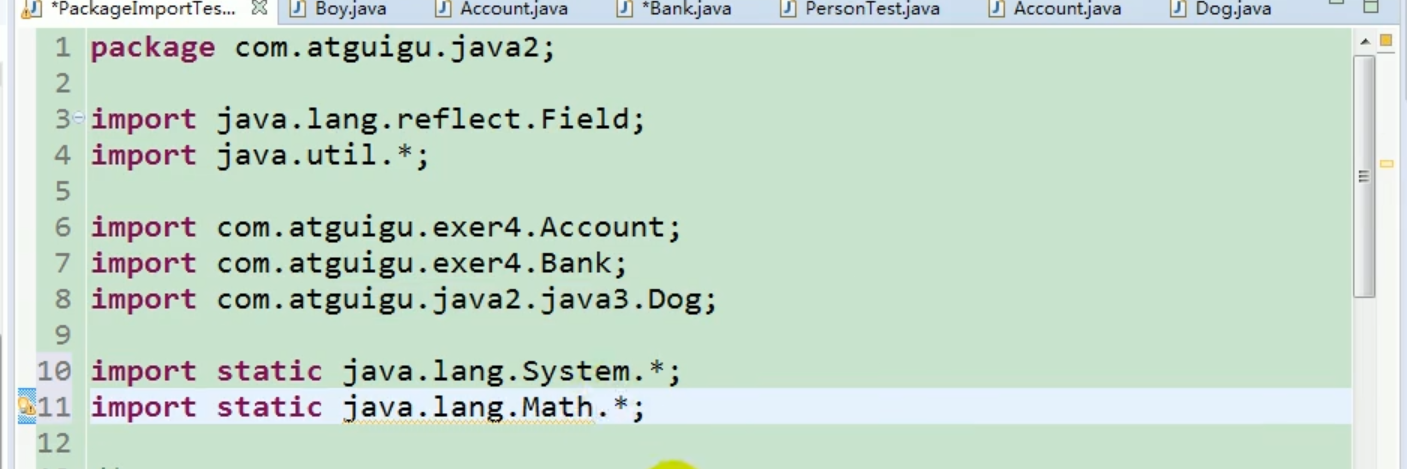 *PackageImportTes... Boy.java Account.java *Bank.java PersonTest.java Account.java Dog.java
1 package com.atguigu.java2;
2
3 import java.lang.reflect.Field;
4 import java.util.*;
5
6 import com.atguigu.exer4.Account;
7 import com.atguigu.exer4.Bank;
8 import com.atguigu.java2.java3.Dog;
9
10 import static java.lang.System.*;
11 import static java.lang.Math.*;
12